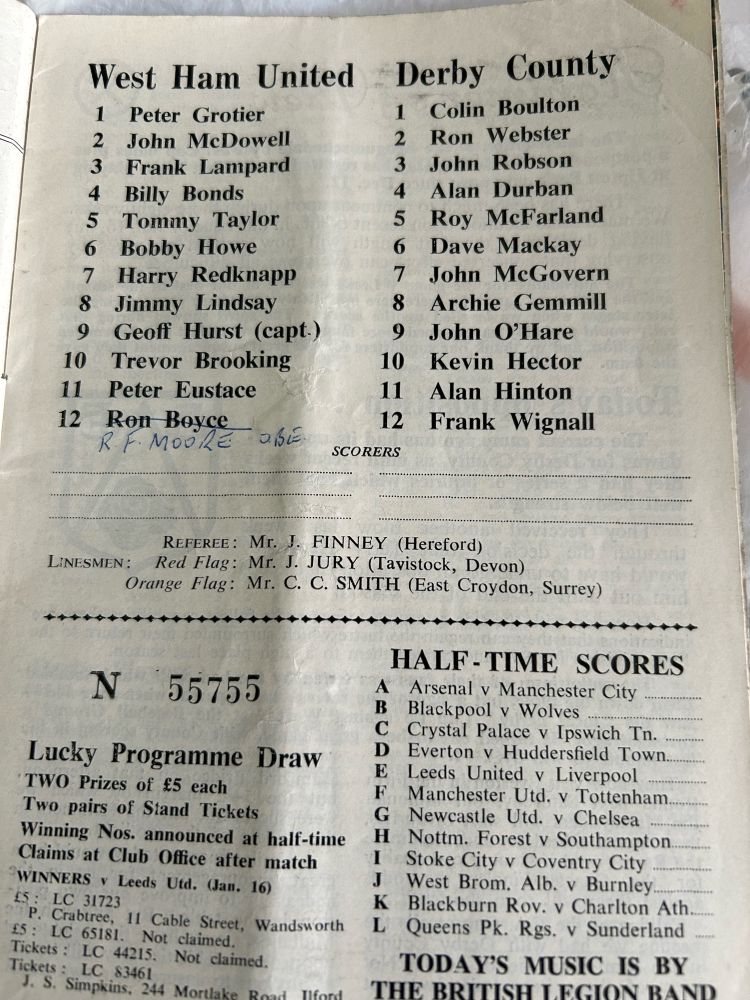 West Ham United
1 Peter Grotier
2 John McDowell
3 Frank Lampard
4 Billy Bonds
5 Tommy Taylor
6 Bobby Howe
7 Harry Redknapp
8 Jimmy Lindsay
9 Geoff Hurst (capt.)
10 Trevor Brooking
11 Peter Eustace
12 Ron Boyce
R.F. MOORE OBE.
Derby County
1 Colin Boulton
2 Ron Webster
3 John Robson
4 Alan Durban
5 Roy McFarland
6 Dave Mackay
7 John McGovern
8 Archie Gemmill
9 John O'Hare
10 Kevin Hector
11 Alan Hinton
12 Frank Wignall
SCORERS
REFEREE: Mr. J. FINNEY (Hereford)
LINESMEN: Red Flag: Mr. J. JURY (Tavistock, Devon)
Orange Flag: Mr. C. C. SMITH (East Croydon, Surrey)
N 55755
Lucky Programme Draw
TWO Prizes of £5 each
Two pairs of Stand Tickets
Winning Nos. announced at half-time
Claims at Club Office after match
WINNERS v Leeds Utd. (Jan. 16)
£5: LC 31723
P. Crabtree, 11 Cable Street, Wandsworth
£5: LC 65181. Not claimed.
Tickets: LC 44215. Not claimed.
Tickets: LC 83461
J. S. Simpkins, 244 Mortlake Road, Ilford
HALF-TIME SCORES
A Arsenal v Manchester City
B Blackpool v Wolves
C Crystal Palace v Ipswich Tn.
D Everton v Huddersfield Town
E Leeds United v Liverpool
F Manchester Utd. v Tottenham
G Newcastle Utd. v Chelsea
H Nottm. Forest v Southampton
I Stoke City v Coventry City
J West Brom. Alb. v Burnley
K Blackburn Rov. v Charlton Ath.
L Queens Pk. Rgs. v Sunderland
TODAY'S MUSIC IS BY
THE BRITISH LEGION BAND